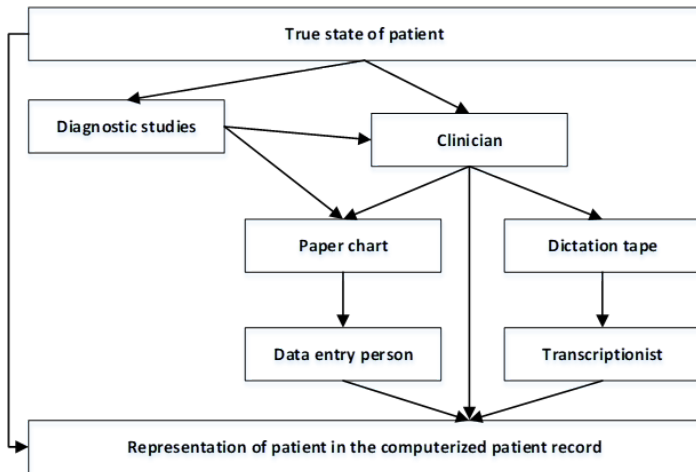 True state of patient
Diagnostic studies
Clinician
Paper chart
Dictation tape
Data entry person
Transcriptionist
Representation of patient in the computerized patient record